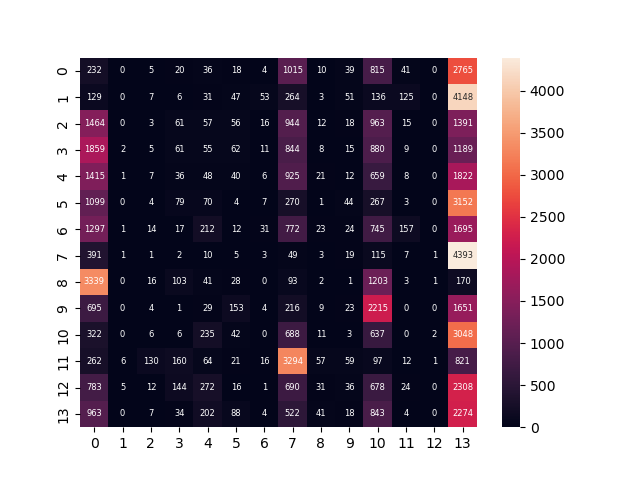 0 232 0 5 20 36 18 4 1015 10 39 815 41 0 2765
1 129 0 7 6 31 47 53 264 3 51 136 125 0 4148
2 1464 0 3 61 57 56 16 944 12 18 963 15 0 1391
3 1859 2 5 61 55 62 11 844 8 15 880 9 0 1189
4 1415 1 7 36 48 40 6 925 21 12 659 8 0 1822
5 1099 0 4 79 70 4 7 270 1 44 267 3 0 3152
6 1297 1 14 17 212 12 31 772 23 24 745 157 0 1695
7 391 1 1 2 10 5 3 49 3 19 115 7 1 4393
8 3339 0 16 103 41 28 0 93 2 1 1203 3 1 170
9 695 0 4 1 29 153 4 216 9 23 2215 0 0 1651
10 322 0 6 6 235 42 0 688 11 3 637 0 2 3048
11 262 6 130 160 64 21 16 3294 57 59 97 12 1 821
12 783 5 12 144 272 16 1 690 31 36 678 24 0 2308
13 963 0 7 34 202 88 4 522 41 18 843 4 0 2274
0 1 2 3 4 5 6 7 8 9 10 11 12 13
4000
3500
3000
2500
2000
1500
1000
500
0